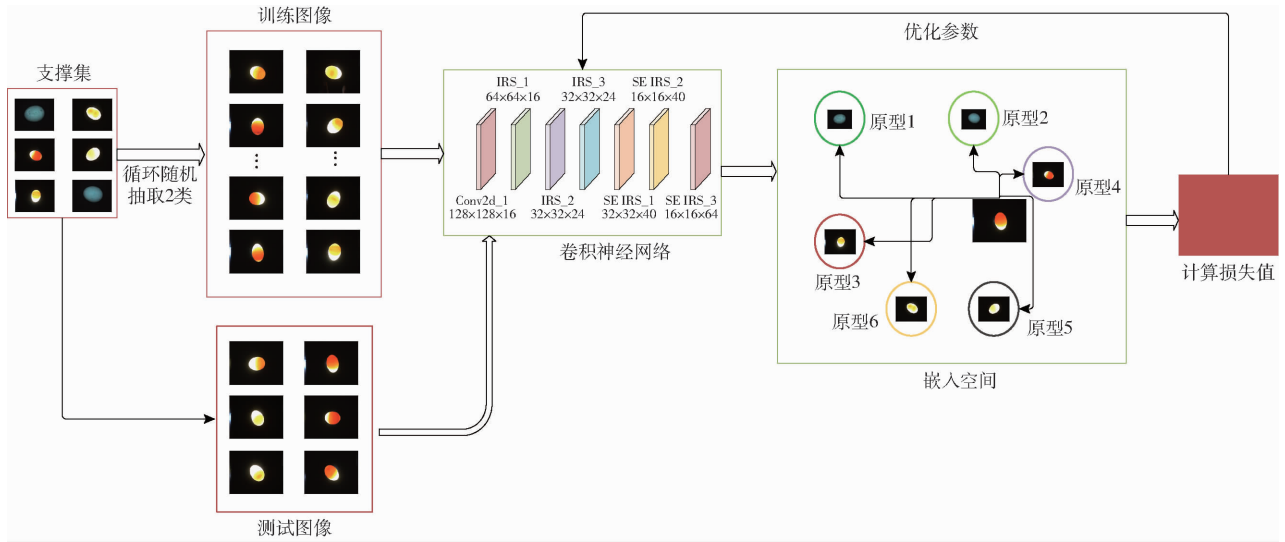 训练图像
支撑集
循环随机
抽取2类
测试图像
优化参数
IRS_1
64×64×16
IRS_3
32×32×24
SE IRS_2
16×16×40
Conv2d_1
128×128×16
IRS_2
32×32×24
SE IRS_1
32×32×40
SE IRS_3
16×16×64
卷积神经网络
原型1
原型2
原型4
原型3
原型6
原型5
嵌入空间
计算损失值